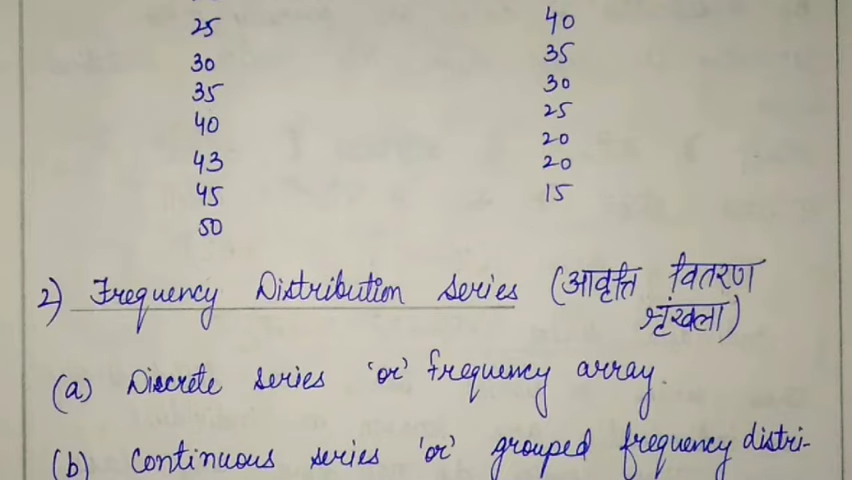 25 40
30 35
35 30
40 25
43 20
45 20
50 15
2) Frequency Distribution series (आवृत्ति वितरण
श्रृंखला)
(a) Discrete series 'or' frequency array.
(b) continuous series 'or' grouped frequency distri-